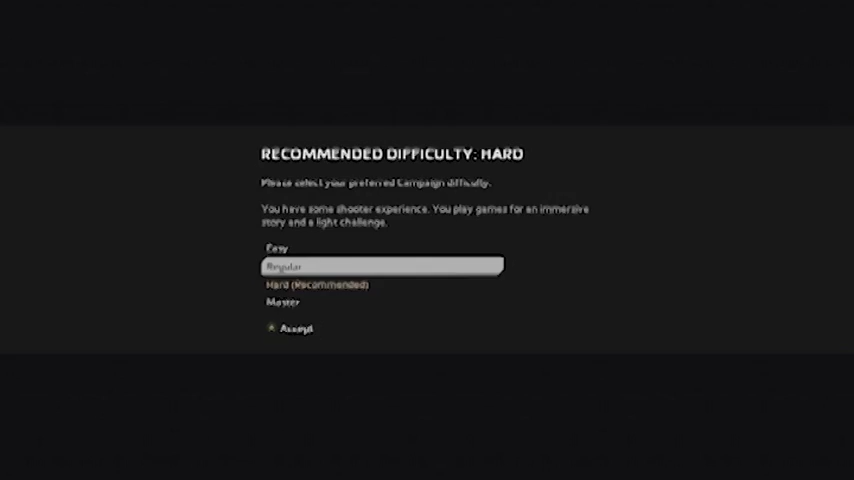 RECOMMENDED DIFFICULTY: HARD
Please select your preferred Campaign difficulty.
You have some shooter experience. You play games for an immersive
story and a light challenge.
Easy
Regular
Hard (Recommended)
Master
Accept